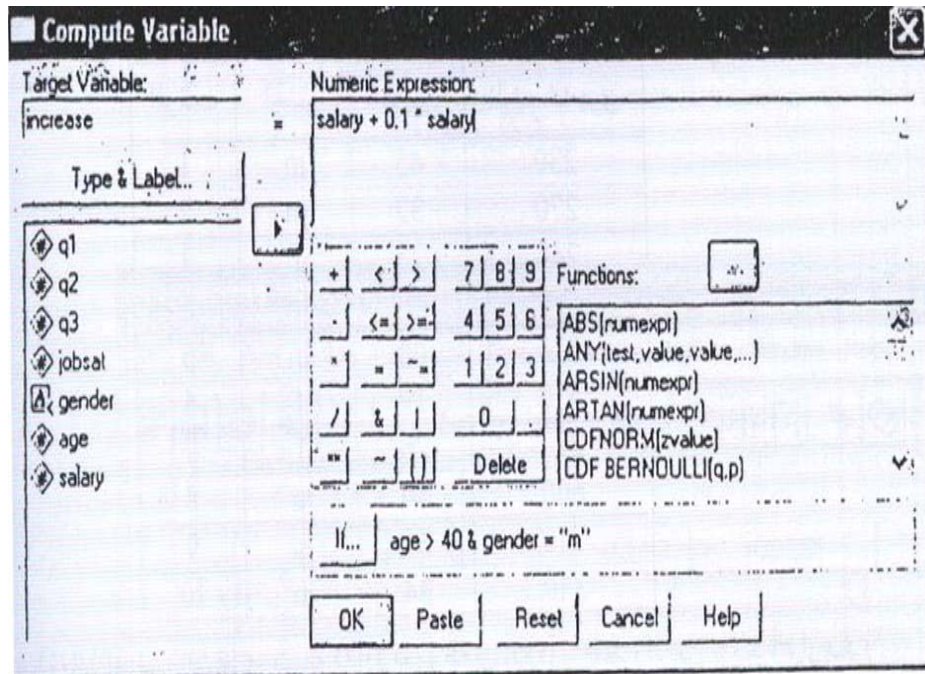 Compute Variable
Target Variable:
Numeric Expression:
increase
=
salary + 0.1 * salary
Type & Label..
q1
q2
q3
jobsat
gender
age
salary
+ < > 7 8 9
<= >= 4 5 6
* = ~= 1 2 3
/ & | 0 .
** ~ () Delete
Functions:
ABS(numexpr)
ANY(test,value,value,...)
ARSIN(numexpr)
ARTAN(numexpr)
CDFNORM(zvalue)
CDF BERNOULLI(q,p)
If...
age > 40 & gender = "m"
OK
Paste
Reset
Cancel
Help